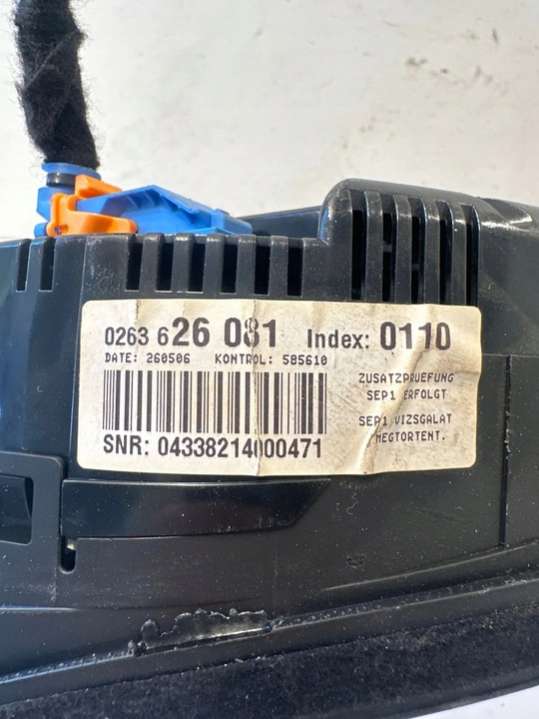 0263 626 081 Index: 0110
DATE: 260506 KONTROL: 585610
ZUSATZPRUEFUNG
SEP1 ERFOLGT
SEP1 VIZSGALAT
MEGTORTENT.
SNR: 04338214000471